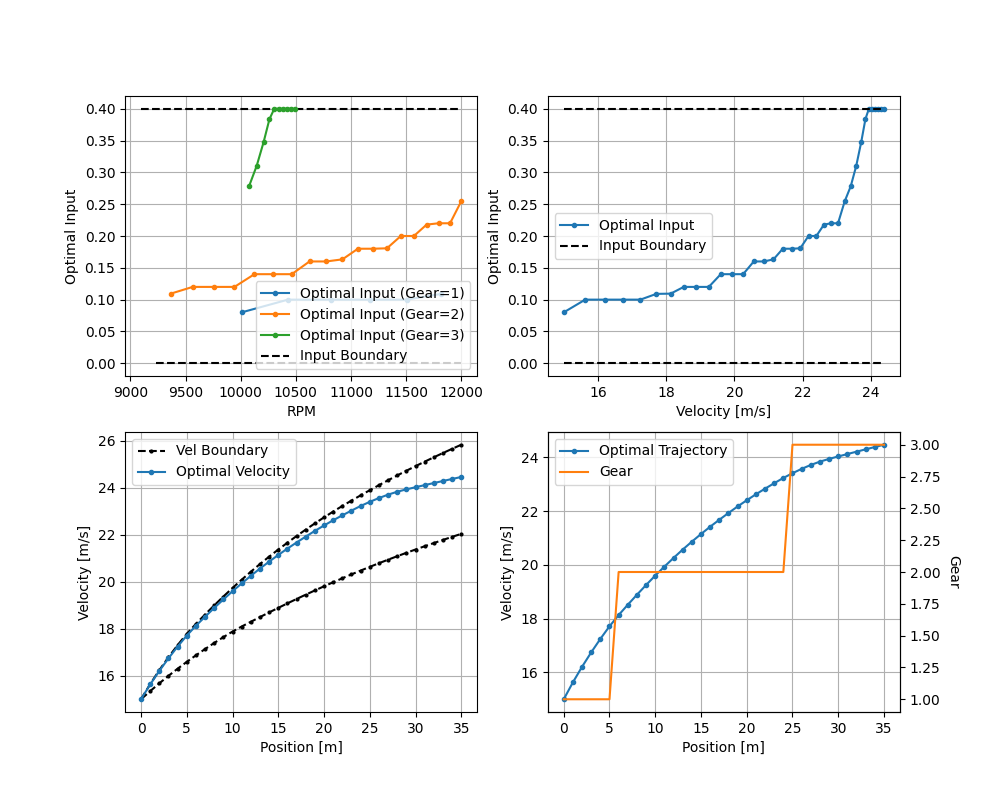 0.40
0.35
0.30
0.25
0.20
0.15
0.10
0.05
0.00
Optimal Input
9000 9500 10000 10500 11000 11500 12000
RPM
Optimal Input (Gear=1)
Optimal Input (Gear=2)
Optimal Input (Gear=3)
Input Boundary
0.40
0.35
0.30
0.25
0.20
0.15
0.10
0.05
0.00
Optimal Input
16 18 20 22 24
Velocity [m/s]
Optimal Input
Input Boundary
26
24
22
20
18
16
Velocity [m/s]
0 5 10 15 20 25 30 35
Position [m]
Vel Boundary
Optimal Velocity
24
22
20
18
16
Velocity [m/s]
0 5 10 15 20 25 30 35
Position [m]
Optimal Trajectory
Gear
3.00
2.75
2.50
2.25
2.00
1.75
1.50
1.25
1.00
Gear